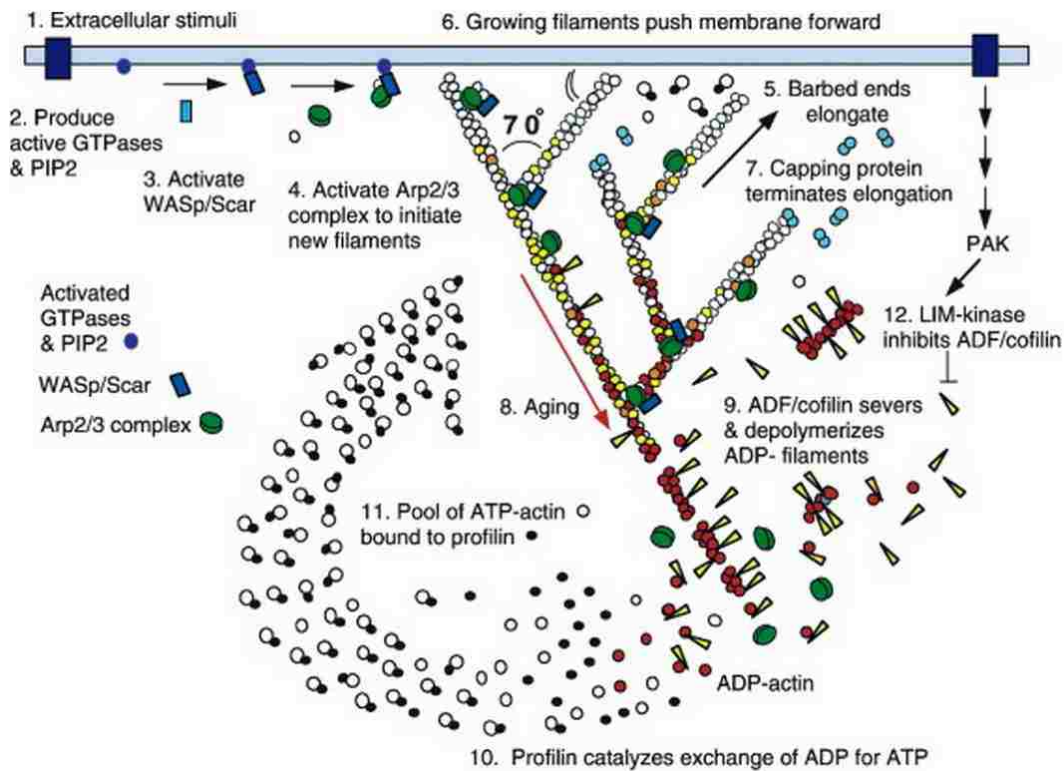 1. Extracellular stimuli
6. Growing filaments push membrane forward
2. Produce
active GTPases
& PIP2
3. Activate
WASp/Scar
4. Activate Arp2/3
complex to initiate
new filaments
70°
5. Barbed ends
elongate
7. Capping protein
terminates elongation
PAK
12. LIM-kinase
inhibits ADF/cofilin
Activated
GTPases
& PIP2
WASp/Scar
Arp2/3 complex
8. Aging
9. ADF/cofilin severs
& depolymerizes
ADP- filaments
11. Pool of ATP-actin
bound to profilin
ADP-actin
10. Profilin catalyzes exchange of ADP for ATP